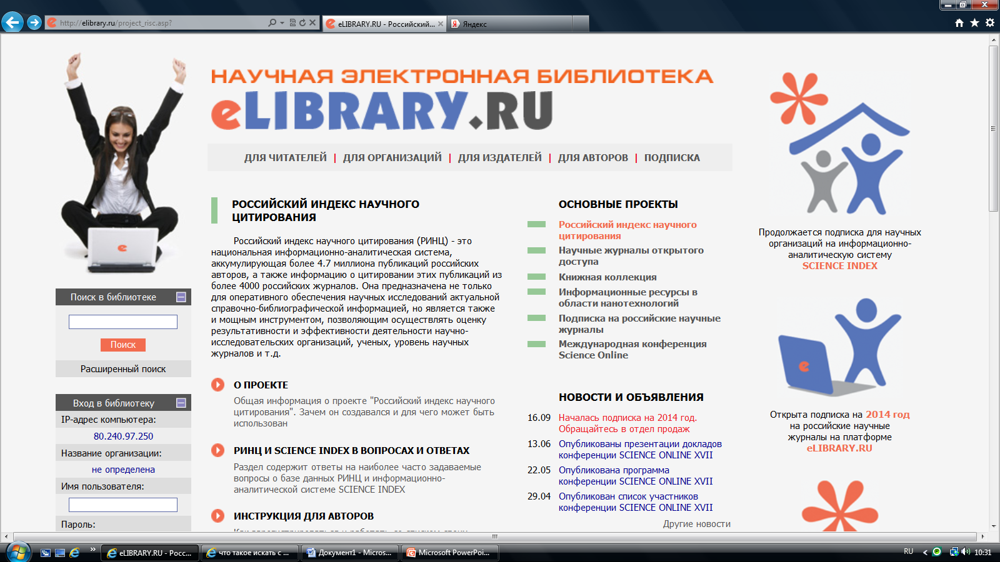 http://elibrary.ru/project_risc.asp?
eLIBRARY.RU - Российский...
Яндекс
НАУЧНАЯ ЭЛЕКТРОННАЯ БИБЛИОТЕКА
eLIBRARY.RU
ДЛЯ ЧИТАТЕЛЕЙ | ДЛЯ ОРГАНИЗАЦИЙ | ДЛЯ ИЗДАТЕЛЕЙ | ДЛЯ АВТОРОВ | ПОДПИСКА
e
Поиск в библиотеке
Поиск
Расширенный поиск
Вход в библиотеку
IP-адрес компьютера:
80.240.97.250
Название организации:
не определена
Имя пользователя:
Пароль:
РОССИЙСКИЙ ИНДЕКС НАУЧНОГО
ЦИТИРОВАНИЯ
Российский индекс научного цитирования (РИНЦ) - это
национальная информационно-аналитическая система,
аккумулирующая более 4.7 миллиона публикаций российских
авторов, а также информацию о цитировании этих публикаций из
более 4000 российских журналов. Она предназначена не только
для оперативного обеспечения научных исследований актуальной
справочно-библиографической информацией, но является также
и мощным инструментом, позволяющим осуществлять оценку
результативности и эффективности деятельности научно-
исследовательских организаций, ученых, уровень научных
журналов и т.д.
О ПРОЕКТЕ
Общая информация о проекте "Российский индекс научного
цитирования". Зачем он создавался и для чего может быть
использован
РИНЦ И SCIENCE INDEX В ВОПРОСАХ И ОТВЕТАХ
Раздел содержит ответы на наиболее часто задаваемые
вопросы о базе данных РИНЦ и информационно-
аналитической системе SCIENCE INDEX
ИНСТРУКЦИЯ ДЛЯ АВТОРОВ
ОСНОВНЫЕ ПРОЕКТЫ
Российский индекс научного
цитирования
Научные журналы открытого
доступа
Книжная коллекция
Информационные ресурсы в
области нанотехнологий
Подписка на российские научные
журналы
Международная конференция
Science Online
НОВОСТИ И ОБЪЯВЛЕНИЯ
16.09 Началась подписка на 2014 год.
Обращайтесь в отдел продаж
13.06 Опубликованы презентации докладов
конференции SCIENCE ONLINE XVII
22.05 Опубликована программа
конференции SCIENCE ONLINE XVII
29.04 Опубликован список участников
конференции SCIENCE ONLINE XVII
Другие новости
Продолжается подписка для научных
организаций на информационно-
аналитическую систему
SCIENCE INDEX
e
Открыта подписка на 2014 год
на российские научные
журналы на платформе
eLIBRARY.RU
eLIBRARY.RU - Росс...
что такое искать с ...
Документ1 - Micros...
Microsoft PowerPoi...
RU
10:31